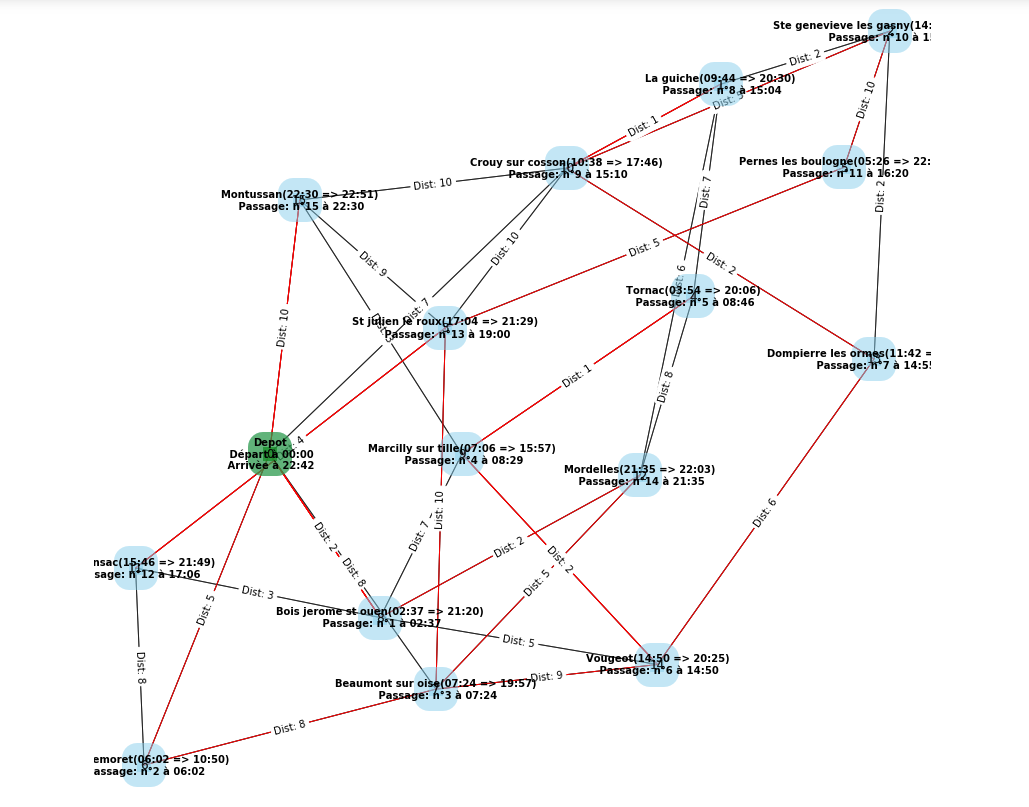 Ste genevieve les gasny(14:
Passage: n°10 à 1
Dist: 2
La guiche(09:44 => 20:30)
Passage: n°8 à 15:04
Dist: 10
Dist: 1
Crouy sur cosson(10:38 => 17:46)
Passage: n°9 à 15:10
10
Pernes les boulogne(05:26 => 22:
Passage: n°11 à 16:20
Dist: 10
Montussan(22:30 => 22:51)
Passage: n°15 à 22:30
Dist: 7
Dist: 2
Dist: 10
Dist: 5
Dist: 9
Dist: 2
Dist: 6
Tornac(03:54 => 20:06)
Passage: n°5 à 08:46
Dist: 7
St julien le roux(17:04 => 21:29)
Passage: n°13 à 19:00
Dist: 10
Dompierre les ormes(11:42 =
Passage: n°7 à 14:5
Dist: 1
Dist: 8
4
Depot
Départ à 00:00
Arrivée à 22:42
Marcilly sur tille(07:06 => 15:57)
Passage: n°4 à 08:29
Mordelles(21:35 => 22:03)
Passage: n°14 à 21:35
12
Dist: 10
Dist: 6
Dist: 7
Dist: 2
Dist: 2
Dist: 2
Dist: 8
Dist: 5
nsac(15:46 => 21:49)
sage: n°12 à 17:06
Dist: 3
Dist: 5
Bois jerome st ouen(02:37 => 21:20)
Passage: n°1 à 02:37
Dist: 5
Dist: 8
Vougeot(14:50 => 20:25)
Passage: n°6 à 14:50
14
Dist: 9
Beaumont sur oise(07:24 => 19:57)
Passage: n°3 à 07:24
Dist: 8
emoret(06:02 => 10:50)
assage: n°2 à 06:02